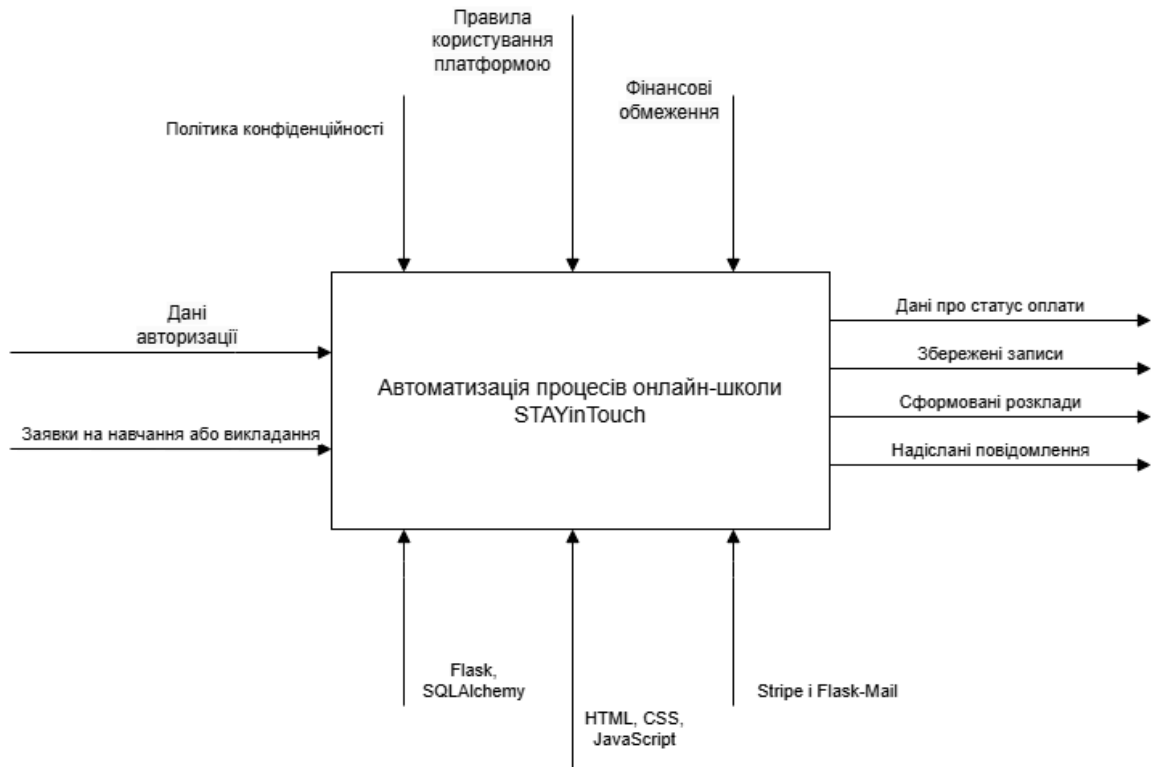 Правила
користування
платформою
Фінансові
обмеження
Політика конфіденційності
Дані
авторизації
Заявки на навчання або викладання
Автоматизація процесів онлайн-школи
STAYinTouch
Дані про статус оплати
Збережені записи
Сформовані розклади
Надіслані повідомлення
Flask,
SQLAlchemy
HTML, CSS,
JavaScript
Stripe і Flask-Mail